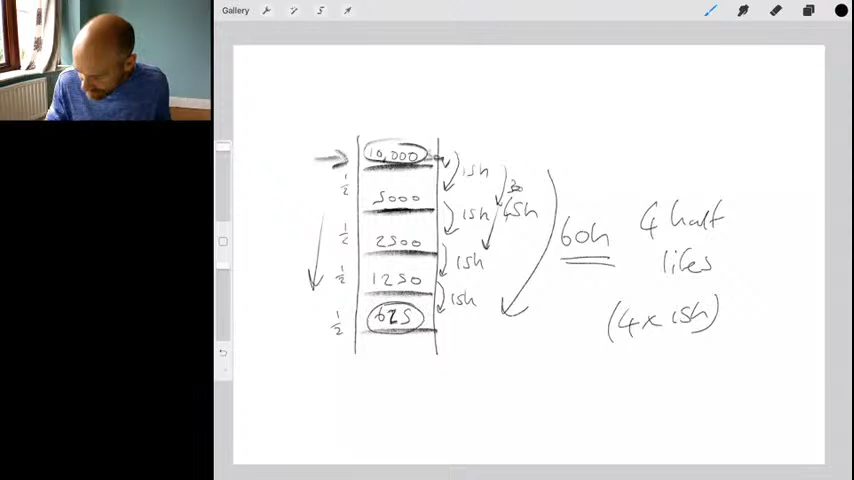 Gallery
10,000
1/2
15h
30
5000
15h
45h
1/2
2500
15h
1/2
1250
15h
1/2
625
60h
4 half
lifes
(4 x 15h)